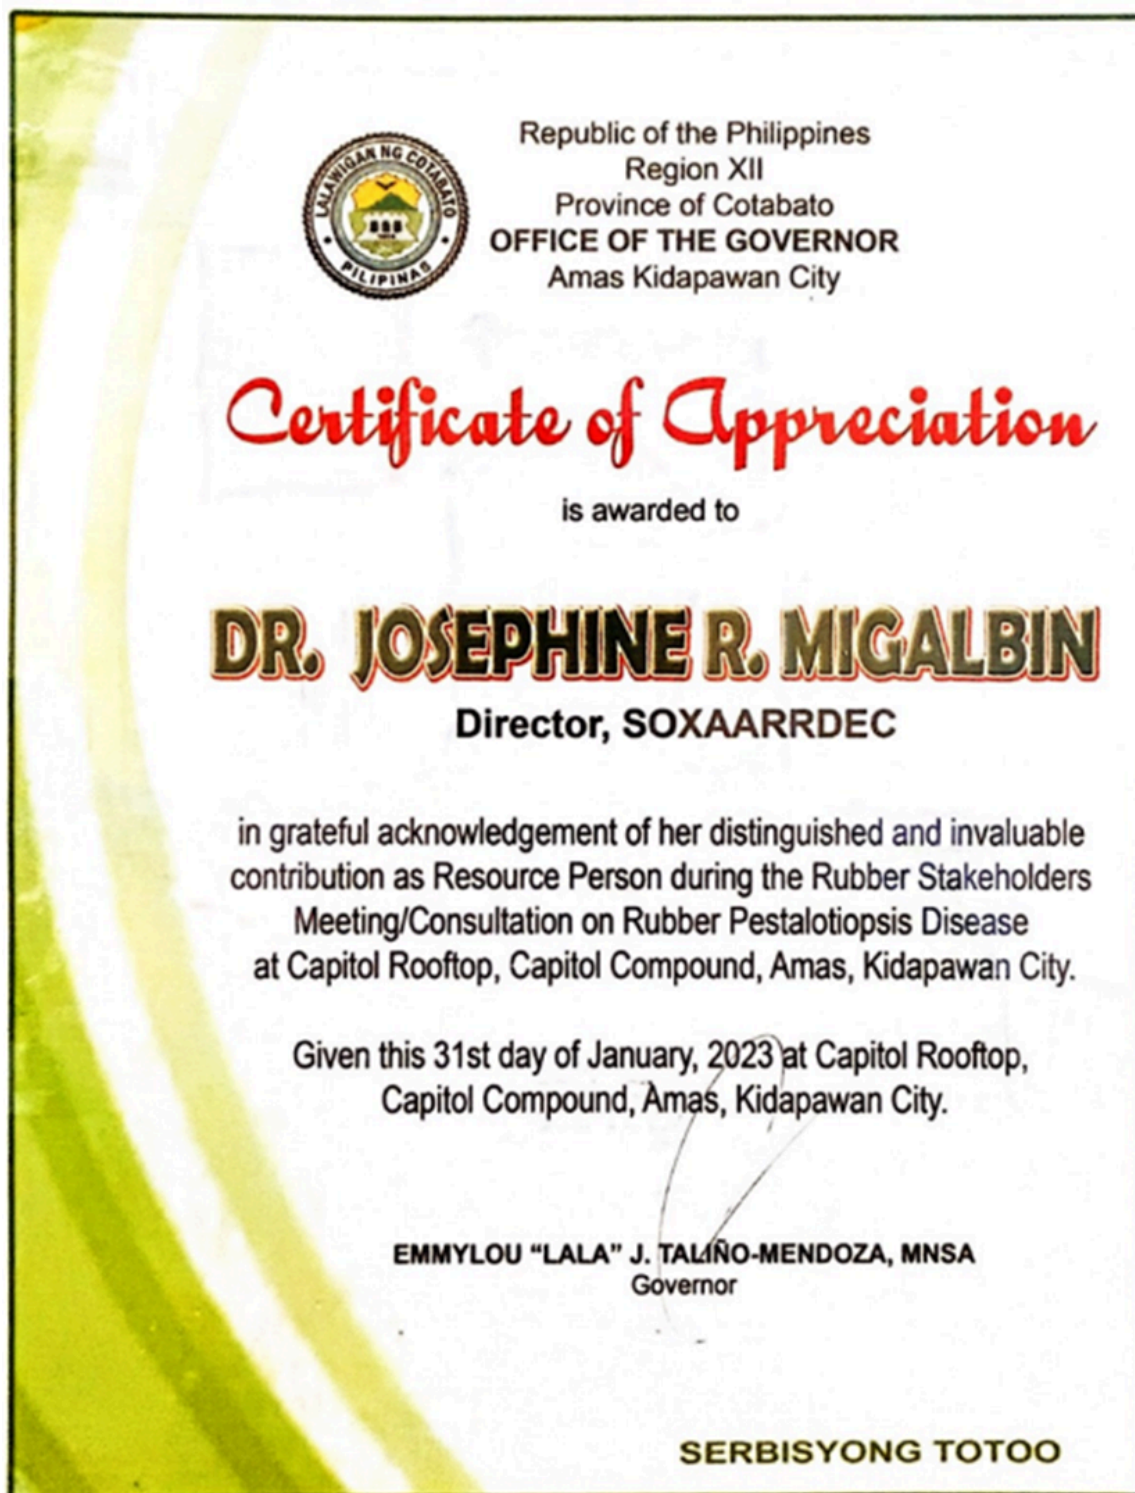 LALAWIGAN NG COTABATO
PILIPINAS
Republic of the Philippines
Region XII
Province of Cotabato
OFFICE OF THE GOVERNOR
Amas Kidapawan City
Certificate of Appreciation
is awarded to
DR. JOSEPHINE R. MIGALBIN
Director, SOXAARRDEC
in grateful acknowledgement of her distinguished and invaluable
contribution as Resource Person during the Rubber Stakeholders
Meeting/Consultation on Rubber Pestalotiopsis Disease
at Capitol Rooftop, Capitol Compound, Amas, Kidapawan City.
Given this 31st day of January, 2023 at Capitol Rooftop,
Capitol Compound, Amas, Kidapawan City.
EMMYLOU “LALA” J. TALIÑO-MENDOZA, MNSA
Governor
SERBISYONG TOTOO